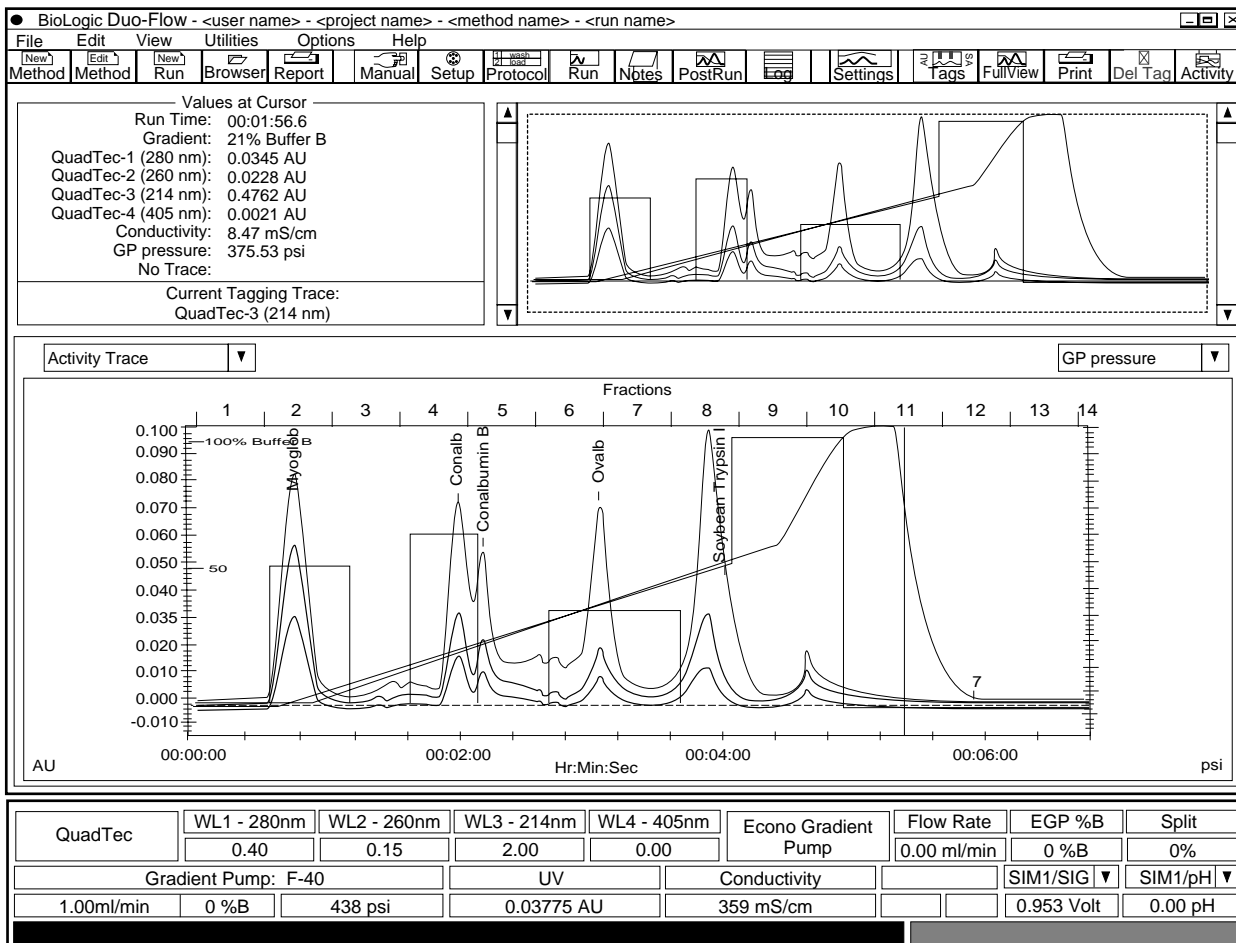 BioLogic Duo-Flow - <user name> - <project name> - <method name> - <run name>
File Edit View Utilities Options Help
New Edit New 1 wash 2 load UV SA
Method Method Run Browser Report Manual Setup Protocol Run Notes PostRun Log Settings Tags FullView Print Del Tag Activity
Values at Cursor
Run Time: 00:01:56.6
Gradient: 21% Buffer B
QuadTec-1 (280 nm): 0.0345 AU
QuadTec-2 (260 nm): 0.0228 AU
QuadTec-3 (214 nm): 0.4762 AU
QuadTec-4 (405 nm): 0.0021 AU
Conductivity: 8.47 mS/cm
GP pressure: 375.53 psi
No Trace:
Current Tagging Trace:
QuadTec-3 (214 nm)
Activity Trace
GP pressure
Fractions
1 2 3 4 5 6 7 8 9 10 11 12 13 14
0.100
100% Buffer B
0.090
0.080
0.070
0.060
0.050
50
0.040
0.035
0.020
0.010
0.000
-0.010
Myoglob
Conalb
Conalbumin B
Ovalb
Soybean Trypsin I
7
00:00:00 00:02:00 00:04:00 00:06:00
AU Hr:Min:Sec psi
QuadTec WL1 - 280nm WL2 - 260nm WL3 - 214nm WL4 - 405nm Econo Gradient Pump Flow Rate EGP %B Split
0.40 0.15 2.00 0.00 0.00 ml/min 0 %B 0%
Gradient Pump: F-40 UV Conductivity SIM1/SIG SIM1/pH
1.00ml/min 0 %B 438 psi 0.03775 AU 359 mS/cm 0.953 Volt 0.00 pH